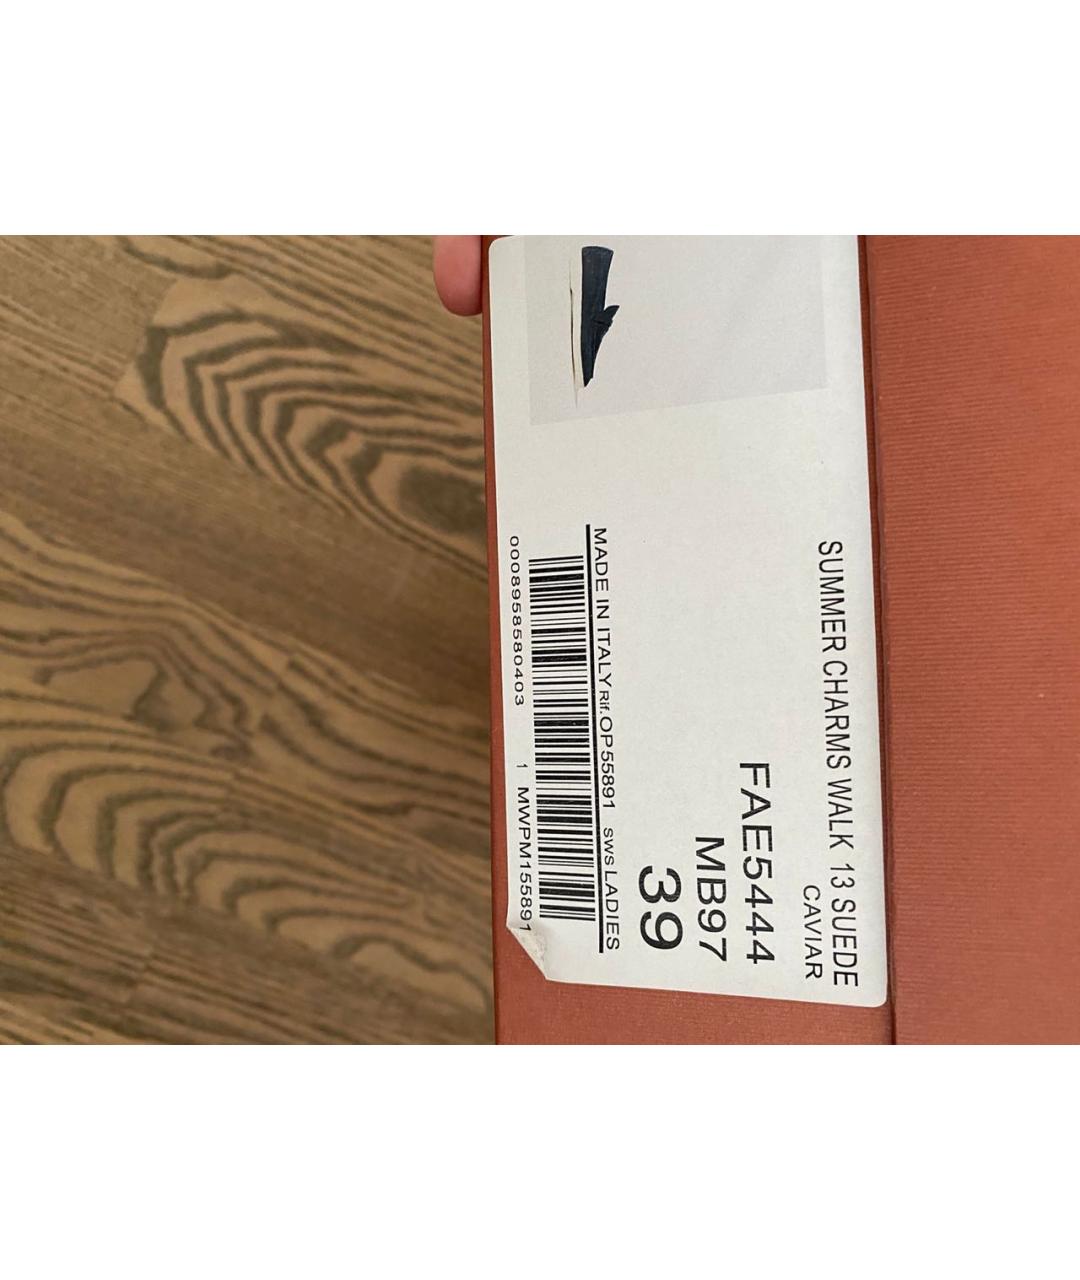 SUMMER CHARMS WALK 13 SUEDE
CAVIAR
FAE5444
MB97
39
MADE IN ITALY Rif. OP55891 SWS LADIES
0008958580403 1 MWPM155891